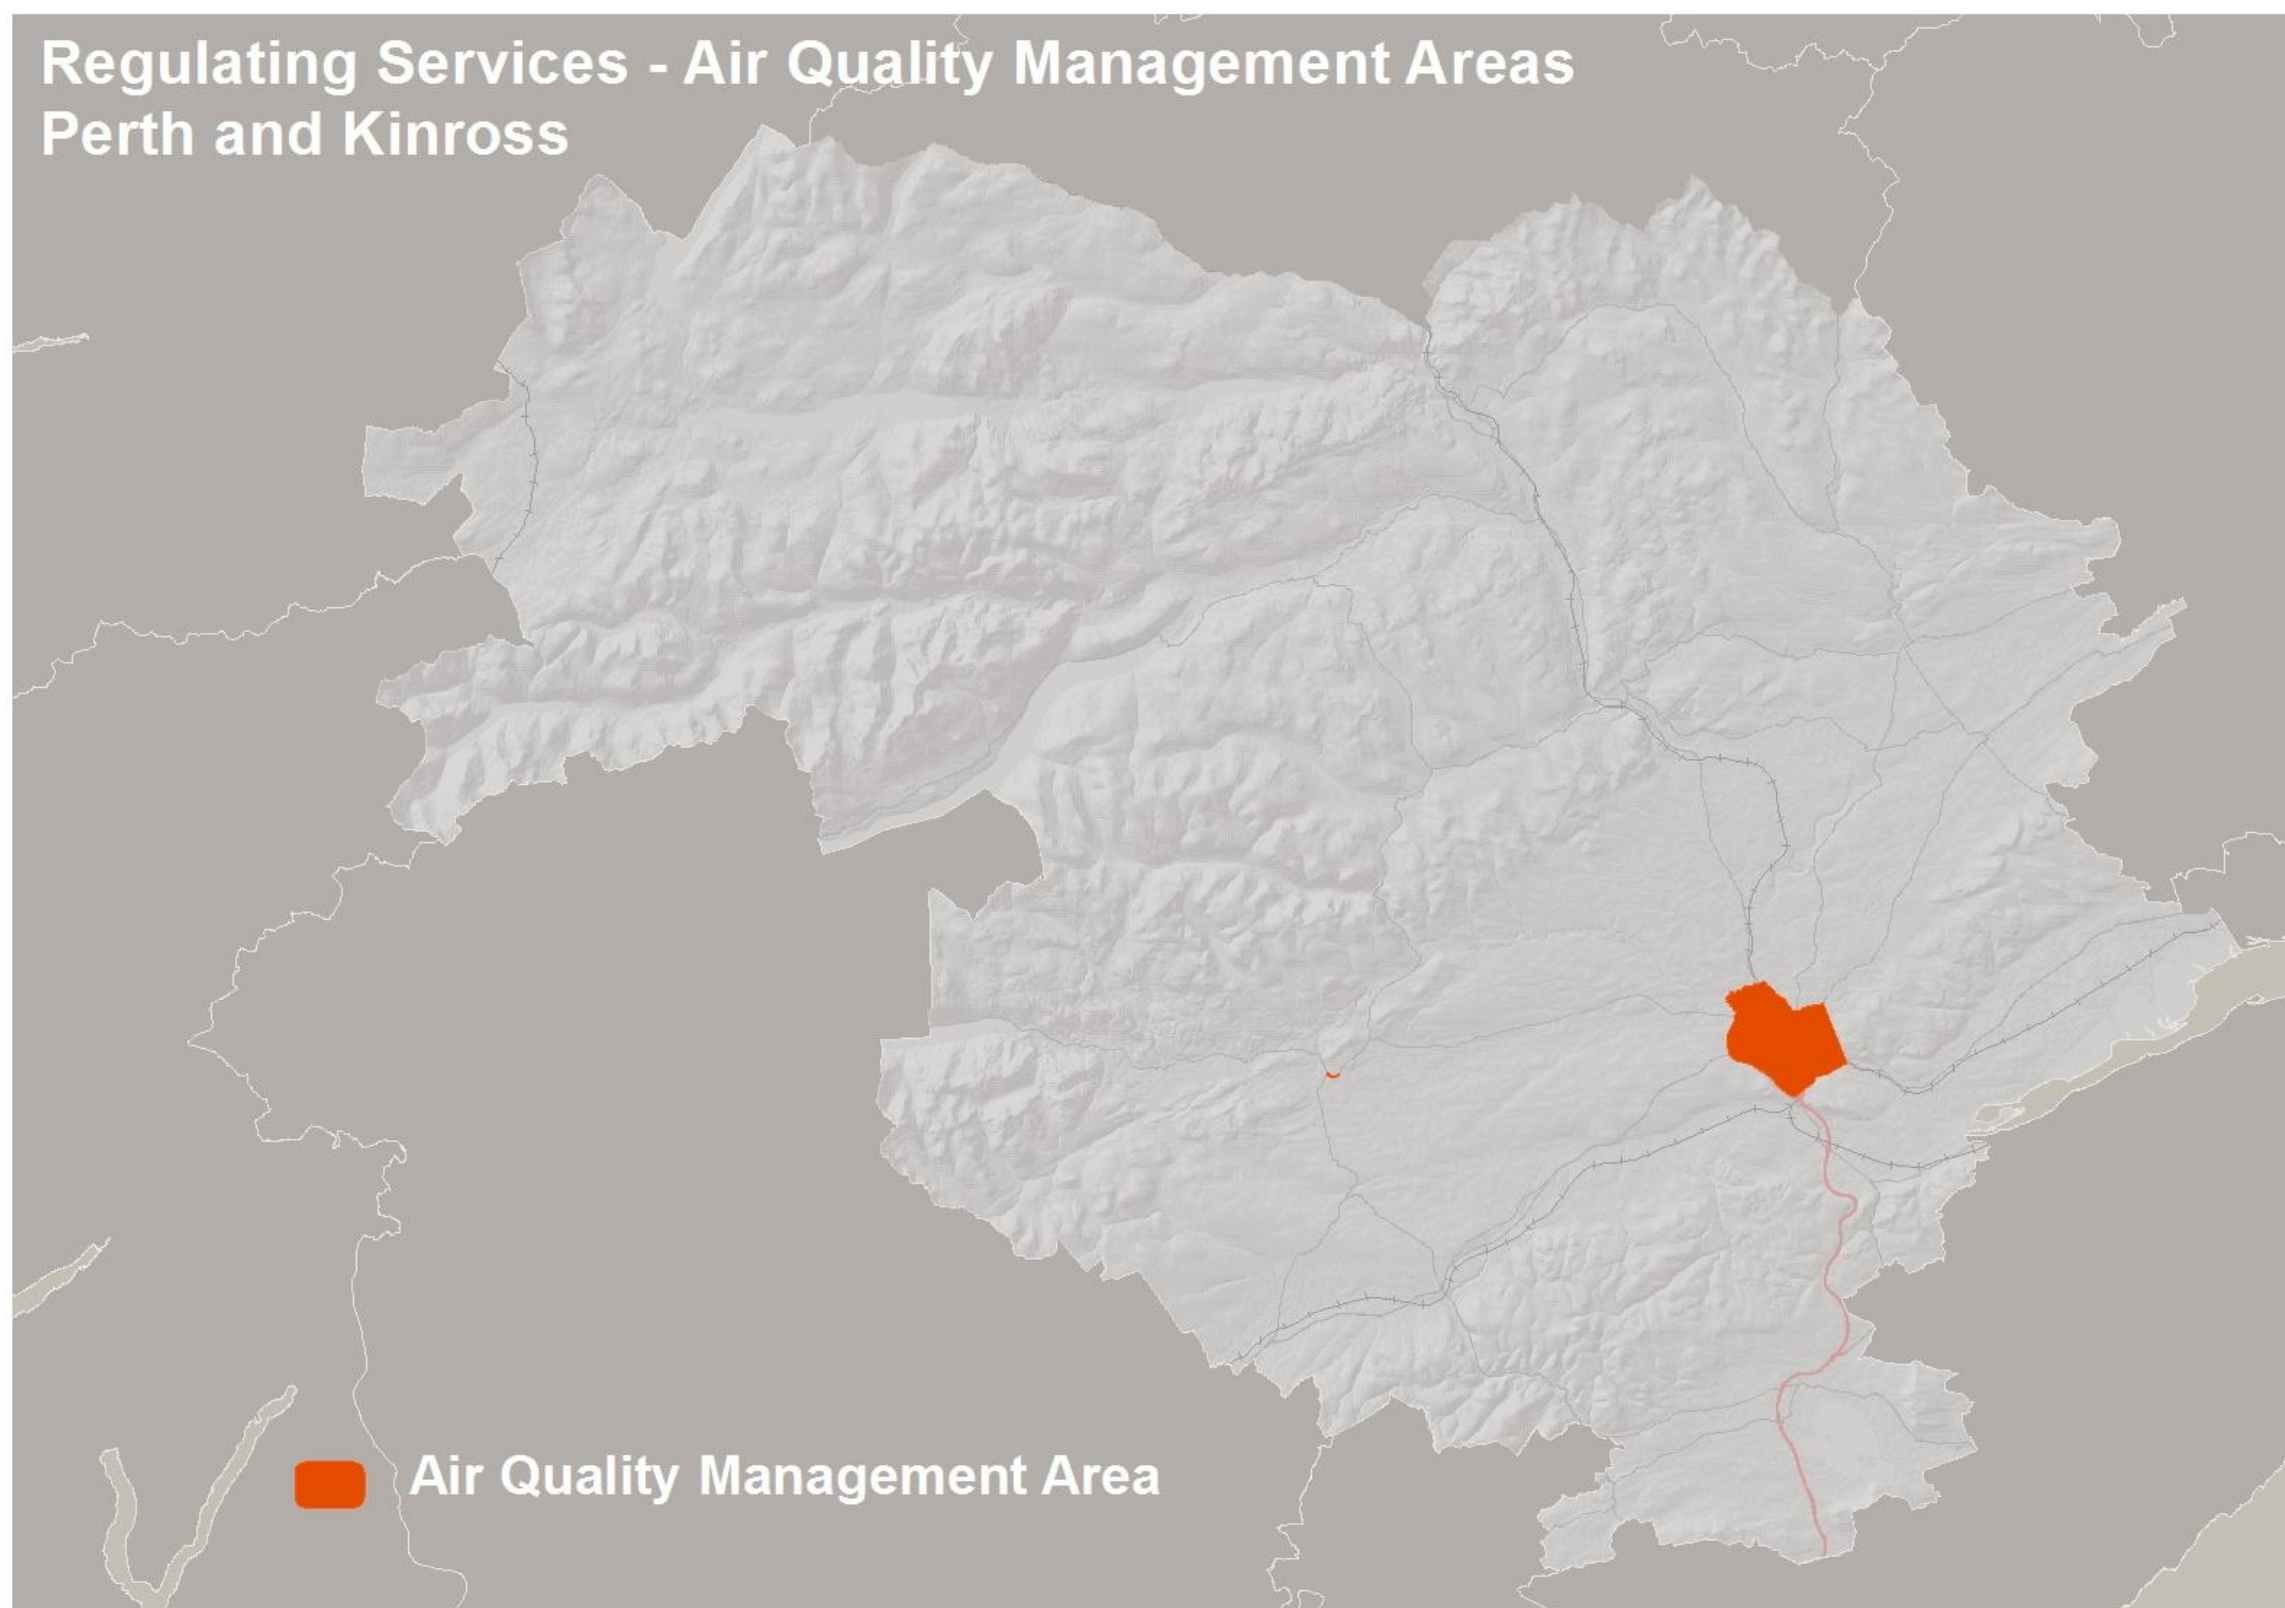 Regulating Services - Air Quality Management Areas
Perth and Kinross
Air Quality Management Area